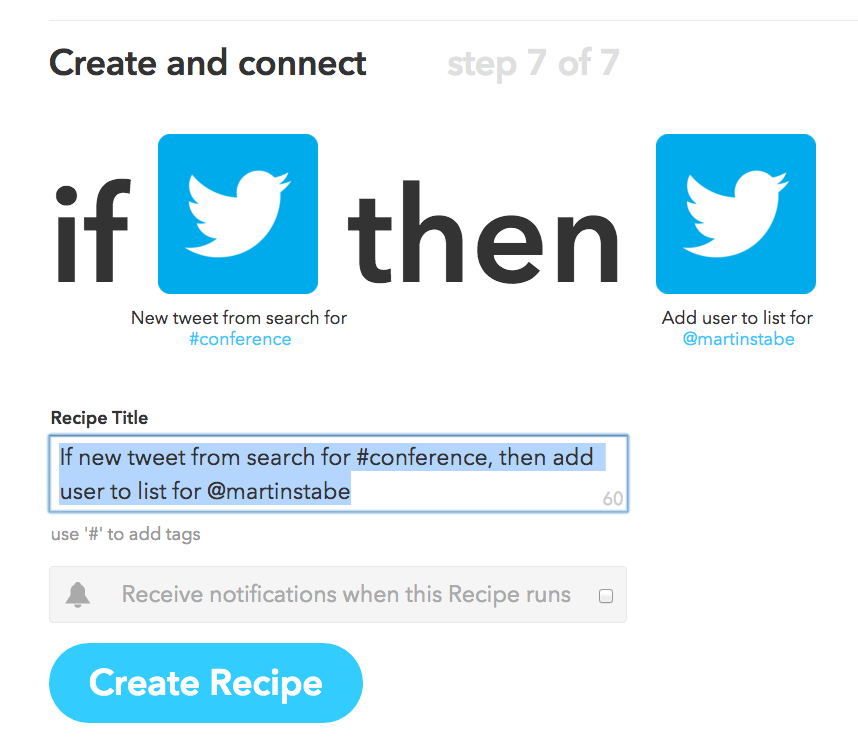 Create and connect step 7 of 7
if then
New tweet from search for
#conference
Add user to list for
@martinstabe
Recipe Title
If new tweet from search for #conference, then add
user to list for @martinstabe
60
use '#' to add tags
Receive notifications when this Recipe runs
Create Recipe